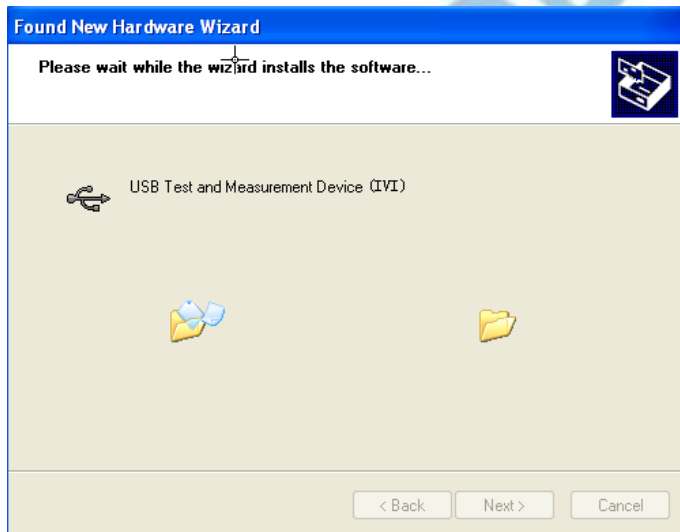 Found New Hardware Wizard
Please wait while the wizard installs the software...
USB Test and Measurement Device (IVI)
< Back
Next >
Cancel